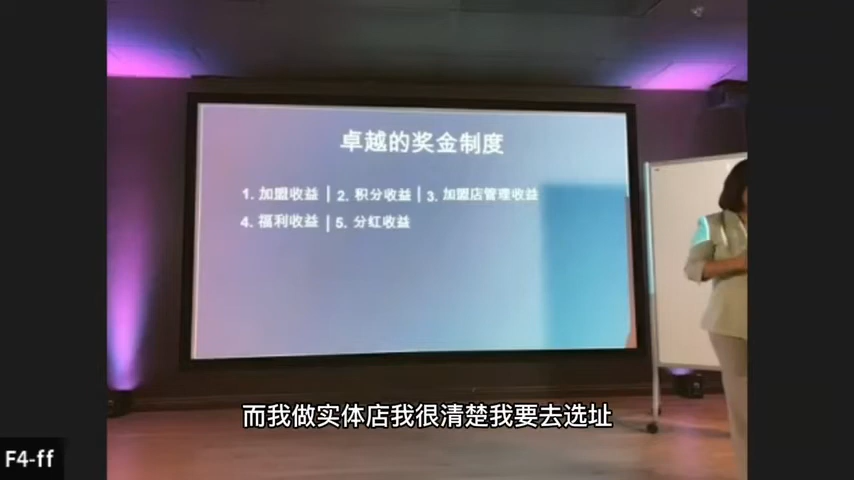 卓越的奖金制度
1. 加盟收益 | 2. 积分收益 | 3. 加盟店管理收益
4. 福利收益 | 5. 分红收益
而我做实体店我很清楚我要去选址
F4-ff